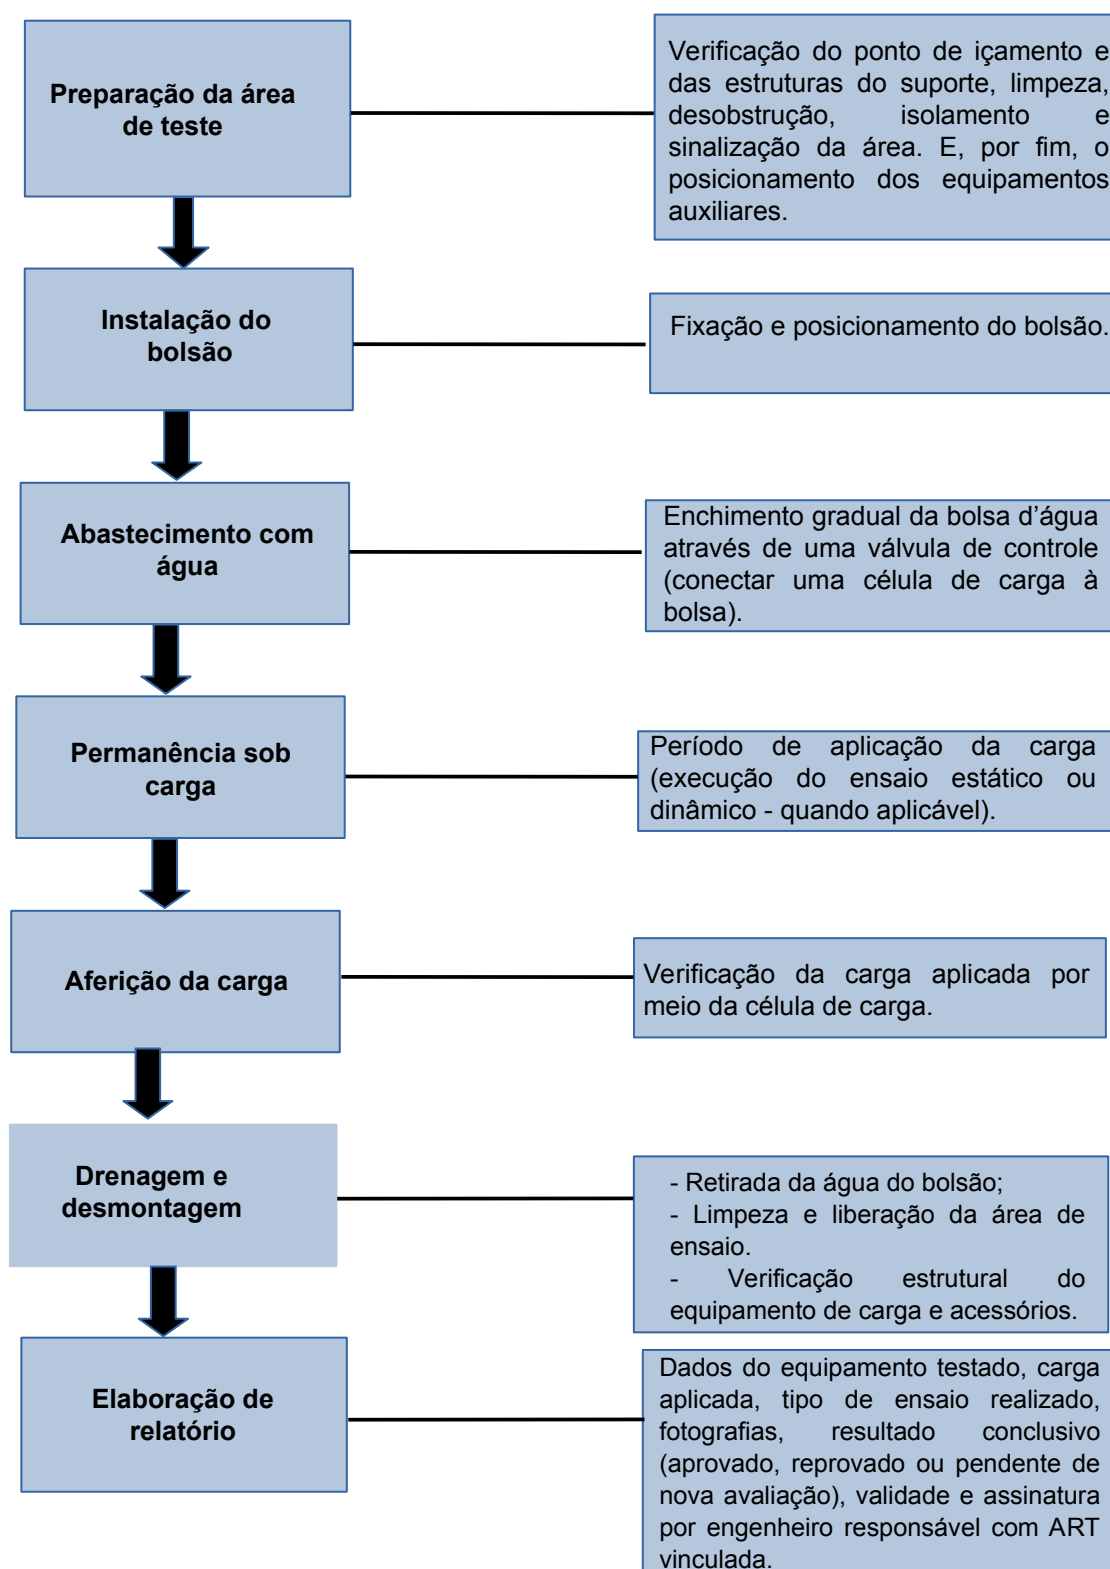 Preparação da área
de teste
Verificação do ponto de içamento e
das estruturas do suporte, limpeza,
desobstrução, isolamento e
sinalização da área. E, por fim, o
posicionamento dos equipamentos
auxiliares.
Instalação do
bolsão
Fixação e posicionamento do bolsão.
Abastecimento com
água
Enchimento gradual da bolsa d’água
através de uma válvula de controle
(conectar uma célula de carga à
bolsa).
Permanência sob
carga
Período de aplicação da carga
(execução do ensaio estático ou
dinâmico - quando aplicável).
Aferição da carga
Verificação da carga aplicada por
meio da célula de carga.
Drenagem e
desmontagem
- Retirada da água do bolsão;
- Limpeza e liberação da área de
ensaio.
- Verificação estrutural do
equipamento de carga e acessórios.
Elaboração de
relatório
Dados do equipamento testado, carga
aplicada, tipo de ensaio realizado,
fotografias, resultado conclusivo
(aprovado, reprovado ou pendente de
nova avaliação), validade e assinatura
por engenheiro responsável com ART
vinculada.